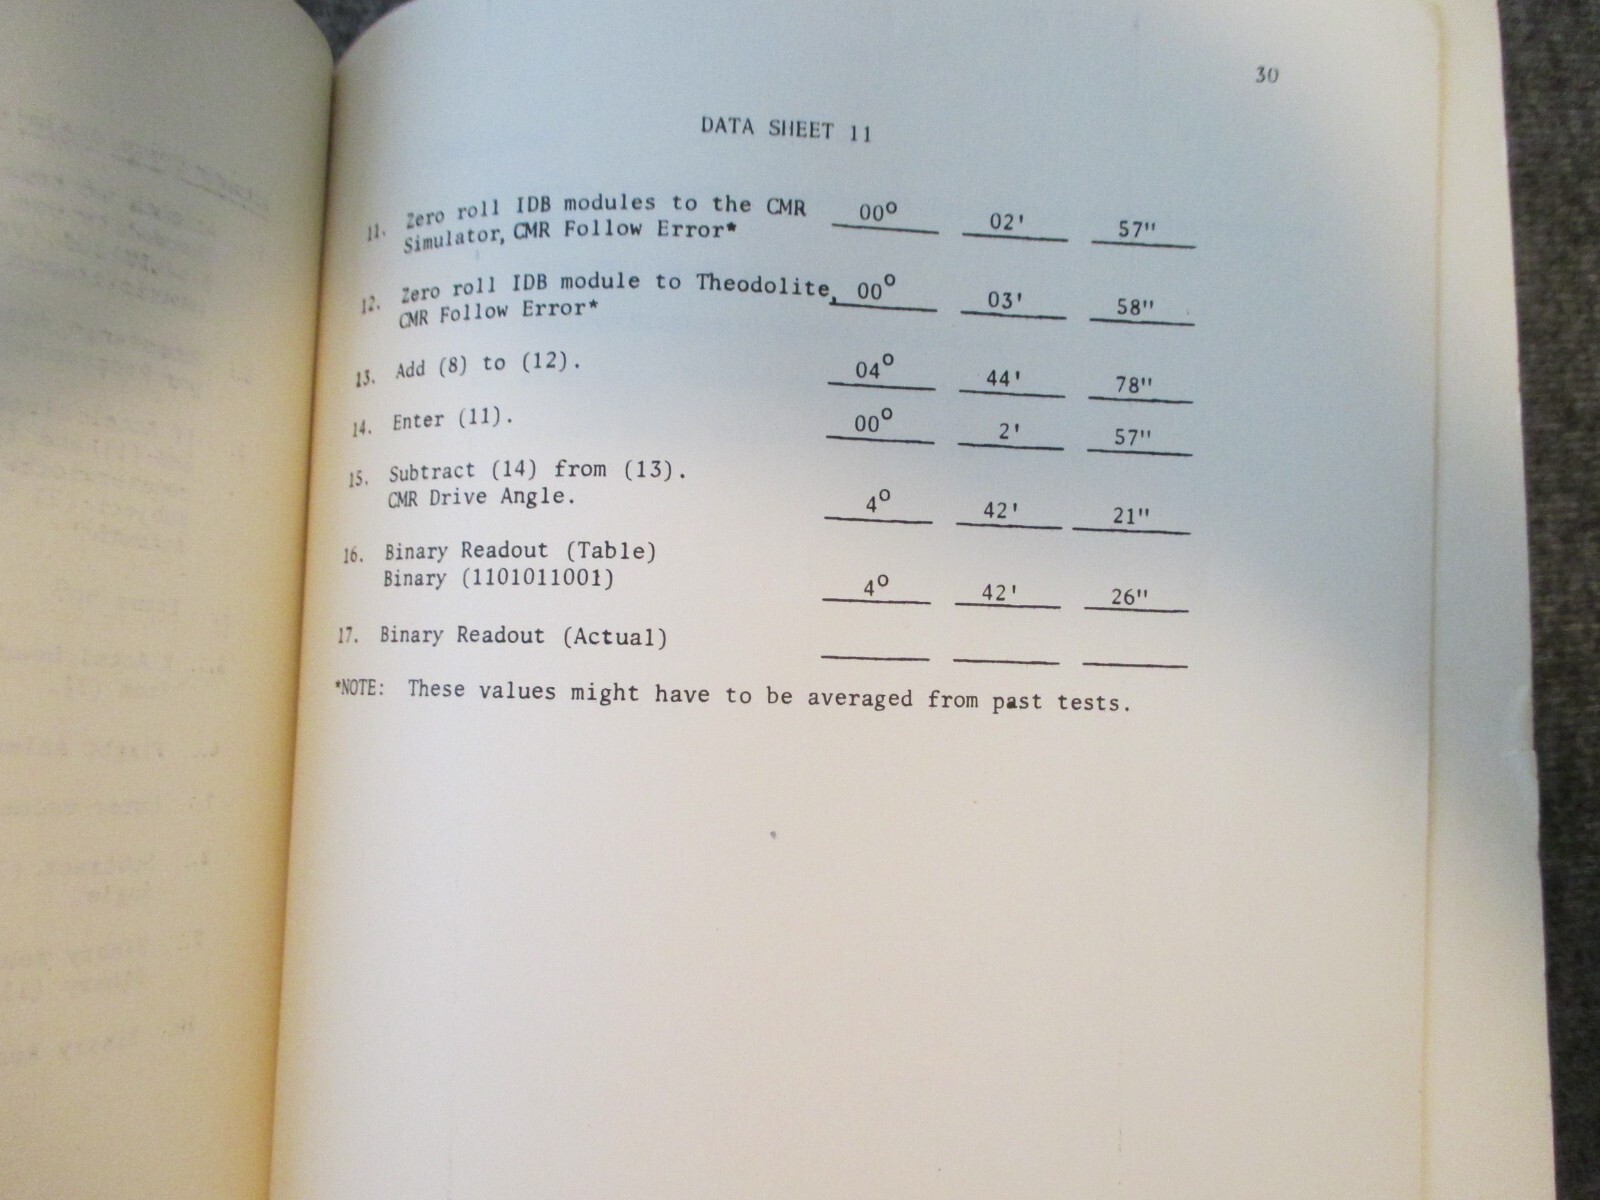 30
DATA SHEET 11
11. Zero roll IDB modules to the CMR 00° 02' 57"
Simulator, CMR Follow Error*
12. Zero roll IDB module to Theodolite, 00° 03' 58"
CMR Follow Error*
13. Add (8) to (12). 04° 44' 78"
14. Enter (11). 00° 2' 57"
15. Subtract (14) from (13).
CMR Drive Angle. 4° 42' 21"
16. Binary Readout (Table)
Binary (1101011001) 4° 42' 26"
17. Binary Readout (Actual)
*NOTE: These values might have to be averaged from past tests.